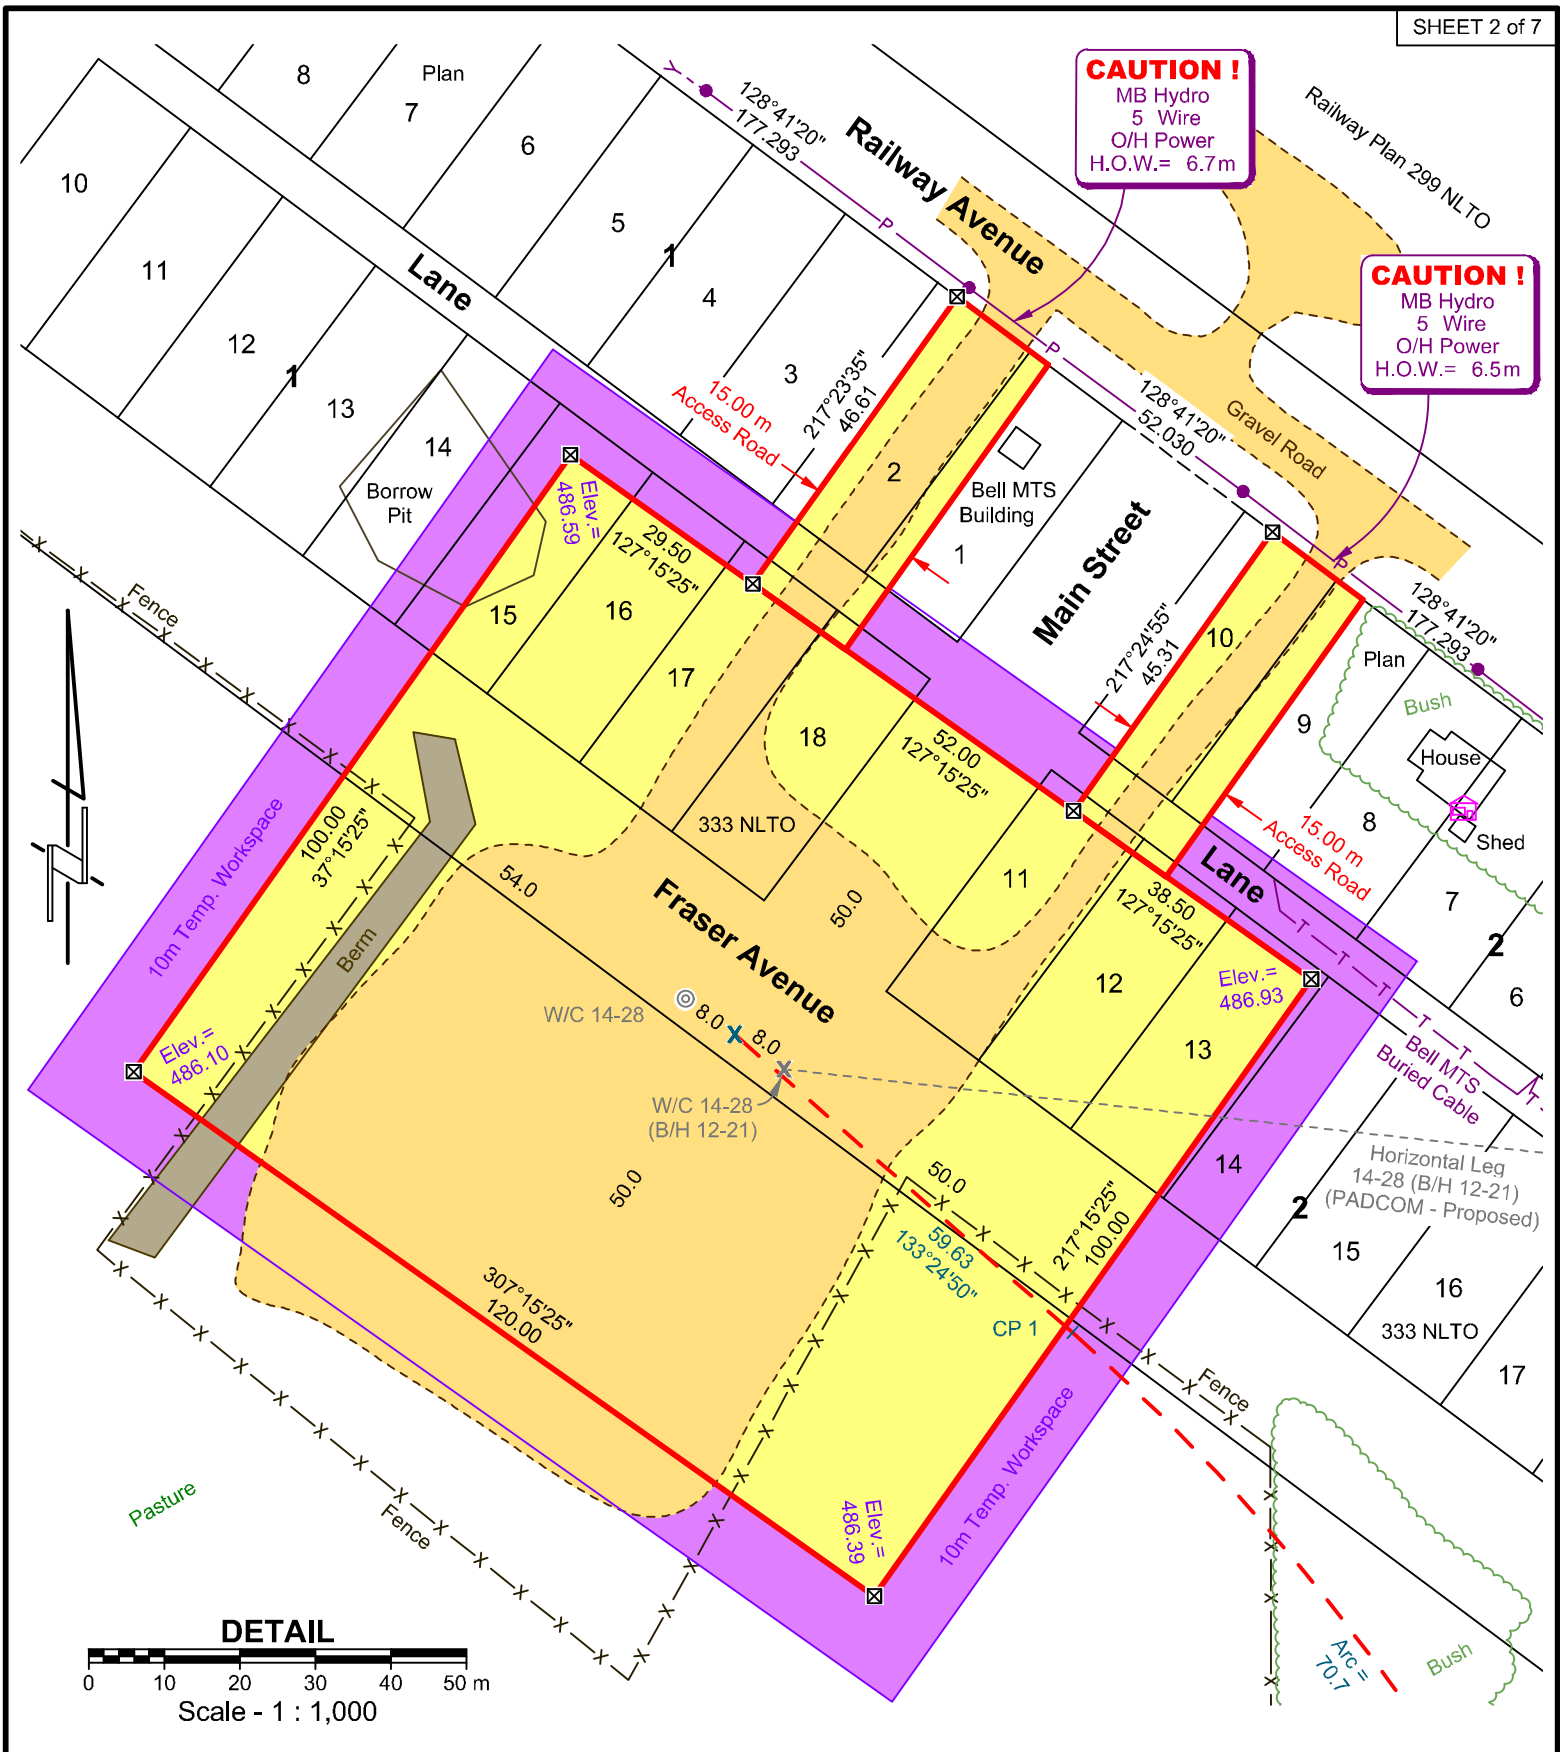 SHEET 2 of 7
CAUTION !
MB Hydro
5 Wire
O/H Power
H.O.W.= 6.7m
CAUTION !
MB Hydro
5 Wire
O/H Power
H.O.W.= 6.5m
Railway Plan 299 NLTO
Railway Avenue
128°41'20"
177.293
8
Plan
7
6
5
1
4
3
10
11
12
1
13
14
Lane
Borrow
Pit
15.00 m
Access Road
217°23'35"
46.61
2
Bell MTS
Building
1
Main Street
128°41'20"
52.030
Gravel Road
217°24'55"
45.31
10
128°41'20"
177.293
Plan
Bush
9
House
8
Shed
7
2
6
15.00 m
Access Road
Lane
Elev.=
486.59
29.50
127°15'25"
15
16
17
18
52.00
127°15'25"
333 NLTO
11
38.50
127°15'25"
12
13
Elev.=
486.93
14
Fence
10m Temp. Workspace
100.00
37°15'25"
Berm
54.0
Fraser Avenue
50.0
W/C 14-28
8.0
8.0
W/C 14-28
(B/H 12-21)
Elev.=
486.10
50.0
50.0
59.63
133°24'50"
217°15'25"
100.00
CP 1
Bell MTS
Buried Cable
Horizontal Leg
14-28 (B/H 12-21)
(PADCOM - Proposed)
2
15
16
333 NLTO
17
307°15'25"
120.00
Fence
10m Temp. Workspace
Elev.=
486.39
Pasture
Fence
Arc =
70.7
Bush
DETAIL
0 10 20 30 40 50 m
Scale - 1 : 1,000